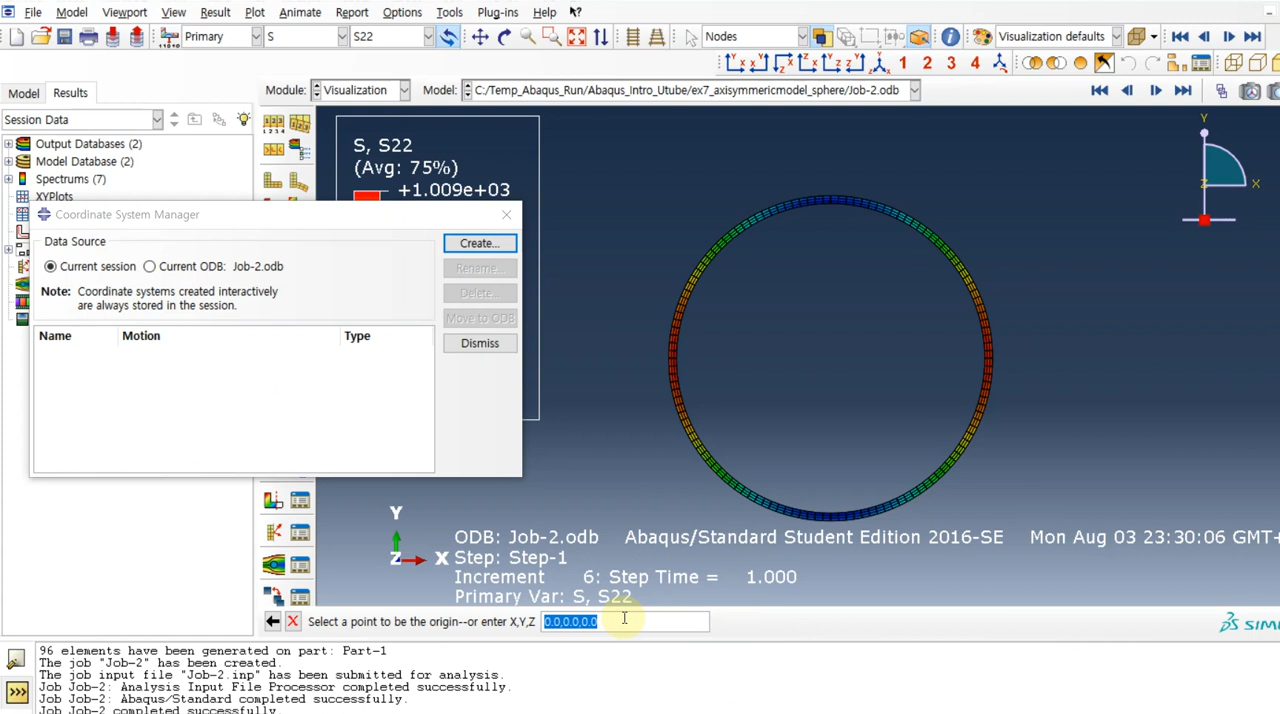 File Model Viewport View Result Plot Animate Report Options Tools Plug-ins Help
Primary S S22 Nodes Visualization defaults
1 2 3 4
Model Results Module: Visualization Model: C:/Temp_Abaqus_Run/Abaqus_Intro_Utube/ex7_axisymmericmodel_sphere/Job-2.odb
Session Data
Output Databases (2)
Model Database (2)
Spectrums (7)
XYPlots
S, S22
(Avg: 75%)
+1.009e+03
Y
Z
X
Coordinate System Manager
Data Source
Current session Current ODB: Job-2.odb
Note: Coordinate systems created interactively
are always stored in the session.
Name Motion Type
Create...
Rename...
Delete...
Move to ODB
Dismiss
Y
Z X
ODB: Job-2.odb Abaqus/Standard Student Edition 2016-SE Mon Aug 03 23:30:06 GMT+
Step: Step-1
Increment 6: Step Time = 1.000
Primary Var: S, S22
Select a point to be the origin--or enter X,Y,Z 0.0,0.0,0.0
SIMU
96 elements have been generated on part: Part-1
The job "Job-2" has been created.
The job input file "Job-2.inp" has been submitted for analysis.
Job Job-2: Analysis Input File Processor completed successfully.
Job Job-2: Abaqus/Standard completed successfully.
Job Job-2 completed successfully.